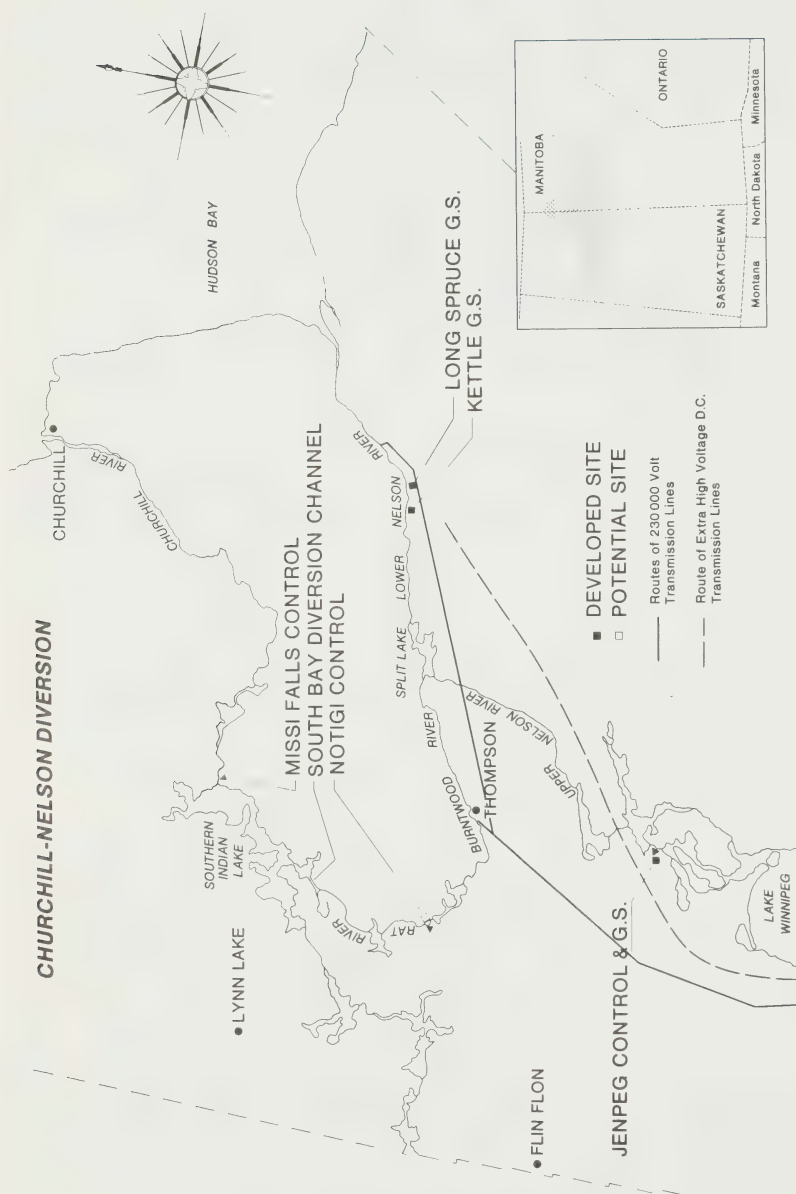 CHURCHILL-NELSON DIVERSION
CHURCHILL
HUDSON BAY
RIVER
CHURCHILL
SOUTHERN
INDIAN
LAKE
LYNN LAKE
MISSI FALLS CONTROL
SOUTH BAY DIVERSION CHANNEL
NOTIGI CONTROL
RAT
RIVER
BURNTWOOD
RIVER
SPLIT LAKE
LOWER
NELSON
RIVER
LONG SPRUCE G.S.
KETTLE G.S.
THOMPSON
UPPER
NELSON RIVER
FLIN FLON
JENPEG CONTROL & G.S.
LAKE
WINNIPEG
DEVELOPED SITE
POTENTIAL SITE
Routes of 230 000 Volt
Transmission Lines
Route of Extra High Voltage D.C.
Transmission Lines
MANITOBA
ONTARIO
SASKATCHEWAN
Montana
North Dakota
Minnesota